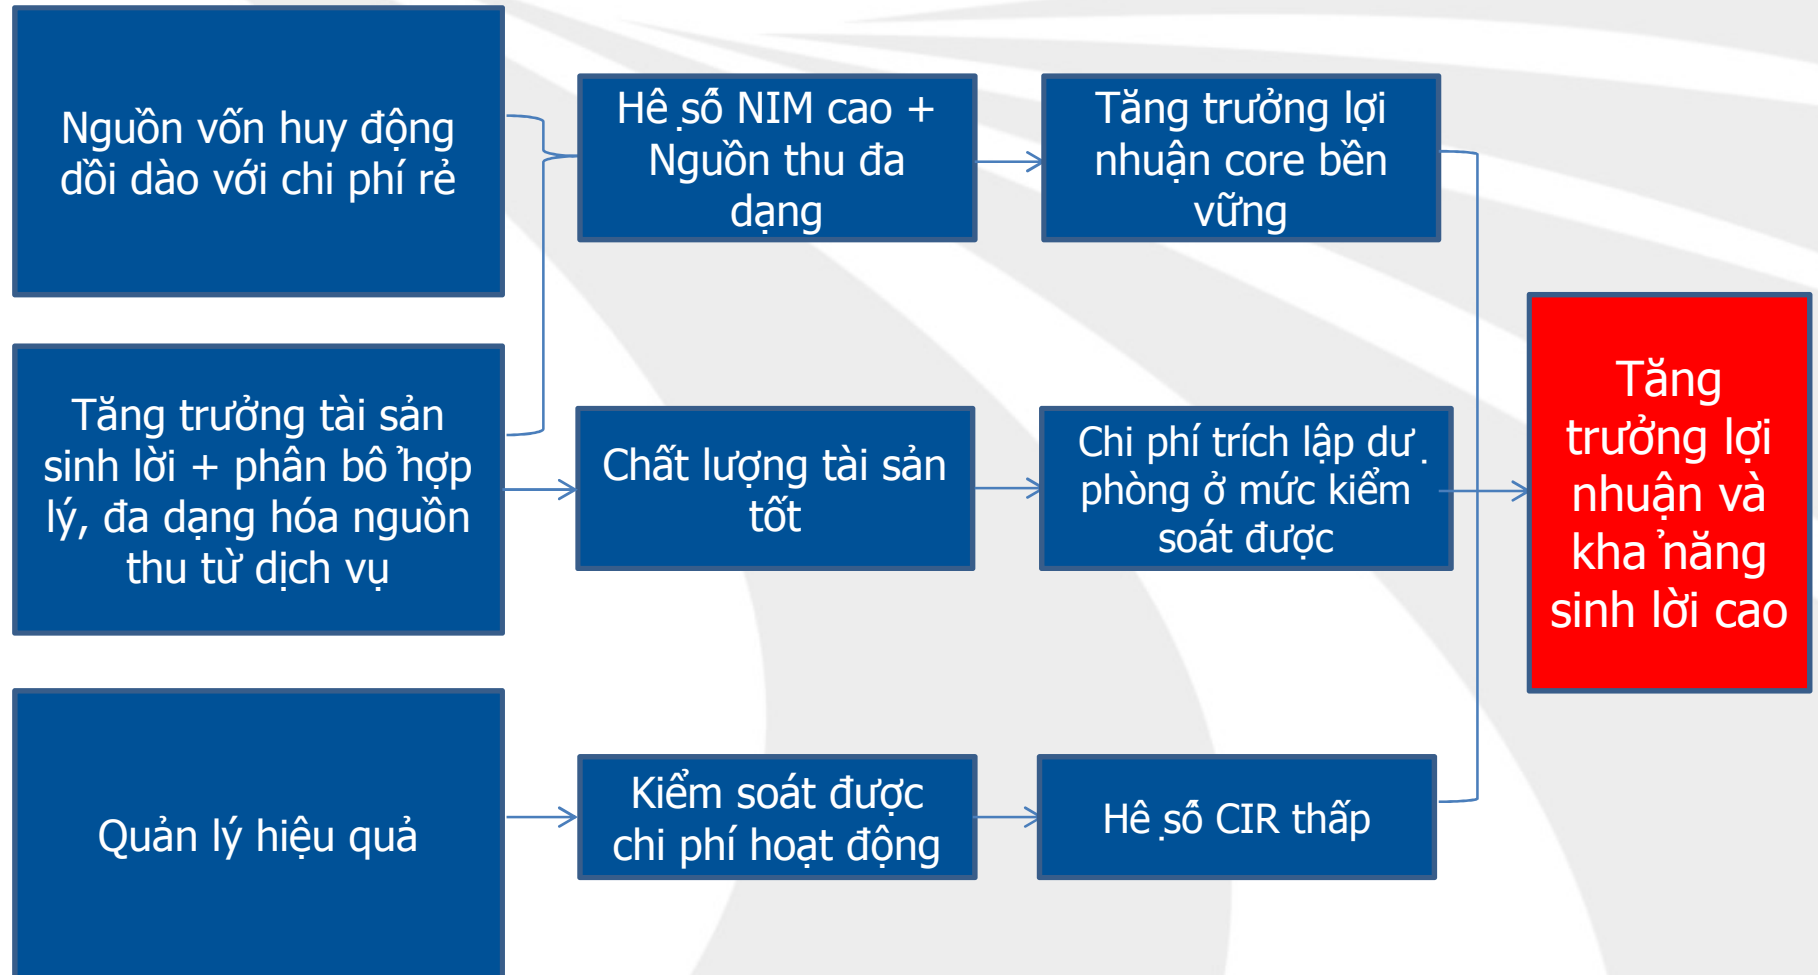 Nguồn vốn huy động
dồi dào với chi phí rẻ
Hệ số NIM cao +
Nguồn thu đa
dạng
Tăng trưởng lợi
nhuận core bền
vững
Tăng trưởng tài sản
sinh lời + phân bổ hợp
lý, đa dạng hóa nguồn
thu từ dịch vụ
Chất lượng tài sản
tốt
Chi phí trích lập dự
phòng ở mức kiểm
soát được
Tăng
trưởng lợi
nhuận và
khả năng
sinh lời cao
Quản lý hiệu quả
Kiểm soát được
chi phí hoạt động
Hệ số CIR thấp